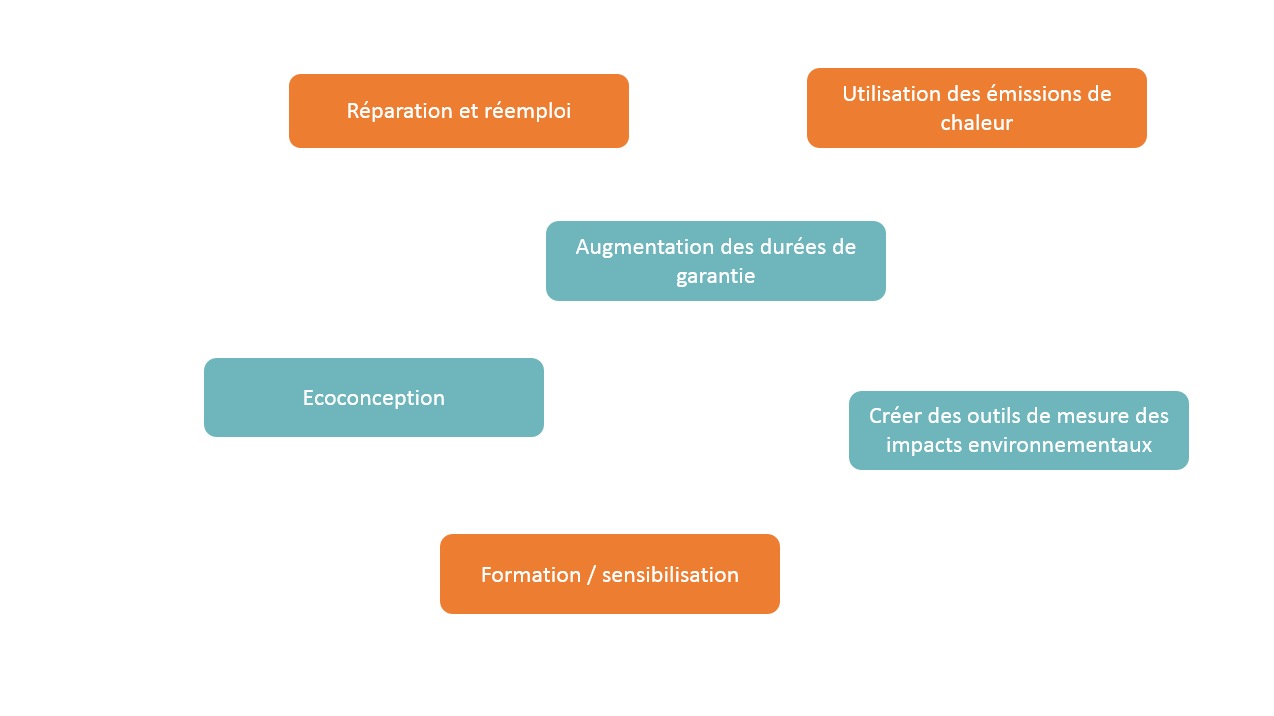 Réparation et réemploi
Utilisation des émissions de
chaleur
Augmentation des durées de
garantie
Ecoconception
Créer des outils de mesure des
impacts environnementaux
Formation / sensibilisation